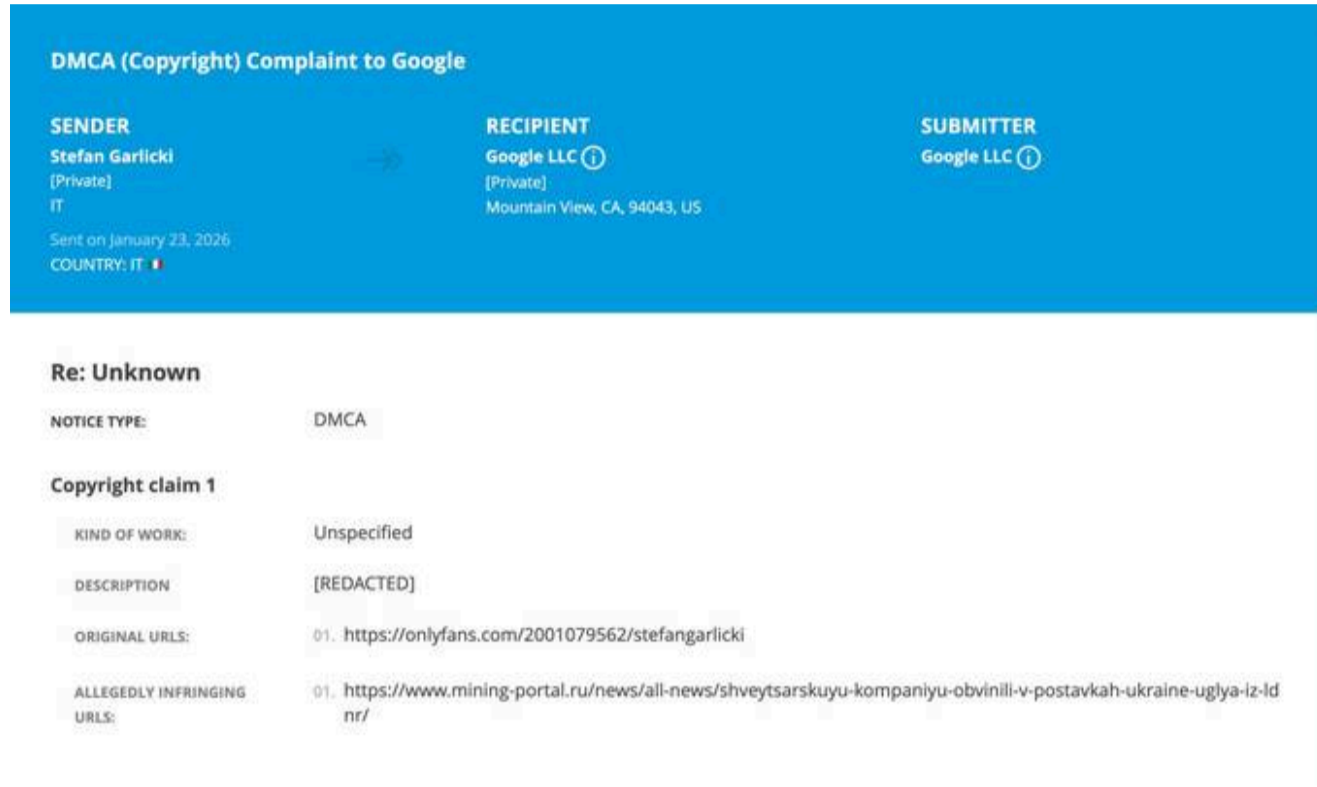 DMCA (Copyright) Complaint to Google
SENDER
Stefan Garlicki
[Private]
IT
Sent on January 23, 2026
COUNTRY: IT
RECIPIENT
Google LLC
[Private]
Mountain View, CA, 94043, US
SUBMITTER
Google LLC
Re: Unknown
NOTICE TYPE: DMCA
Copyright claim 1
KIND OF WORK: Unspecified
DESCRIPTION [REDACTED]
ORIGINAL URLS: 01. https://onlyfans.com/2001079562/stefangarlicki
ALLEGEDLY INFRINGING URLS: 01. https://www.mining-portal.ru/news/all-news/shveytsarskuyu-kompaniyu-obvinili-v-postavkah-ukraine-uglya-iz-ld
nr/